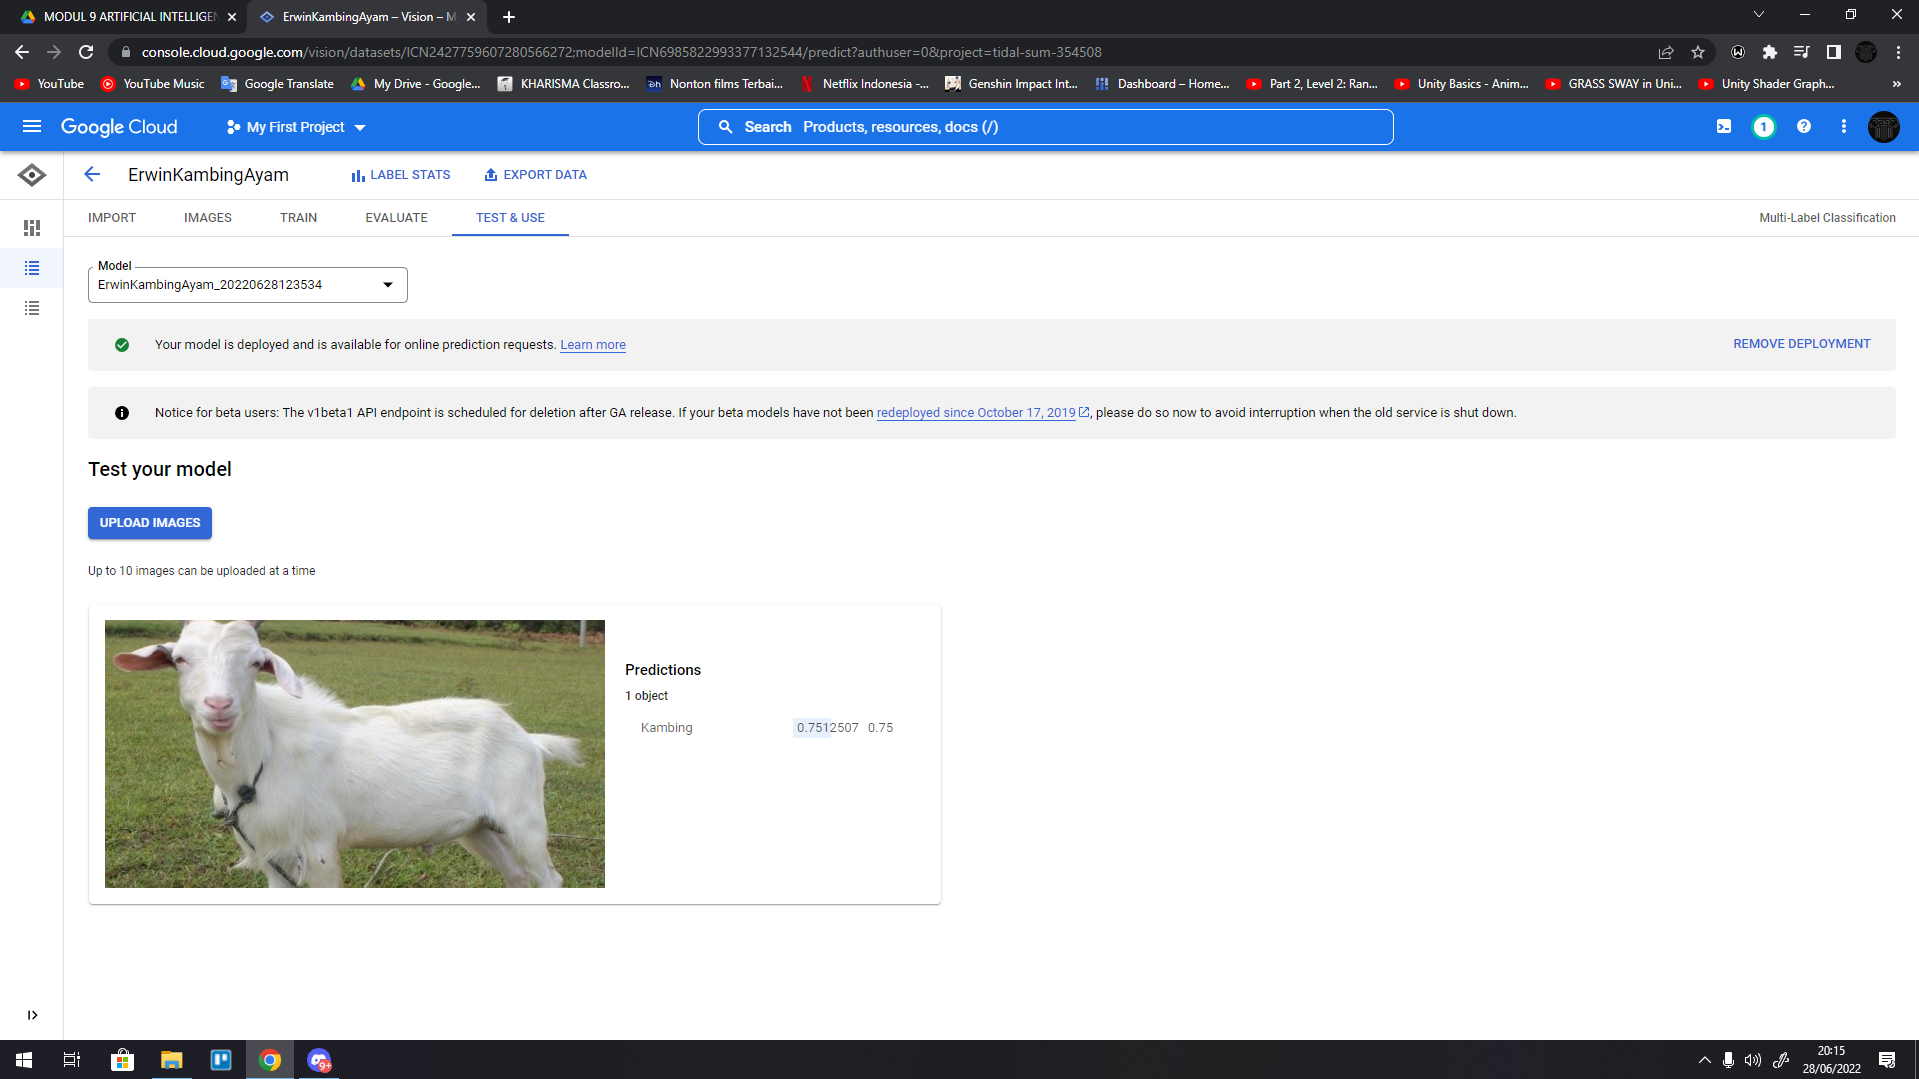 MODUL 9 ARTIFICIAL INTELLIGEN
ErwinKambingAyam – Vision – M
console.cloud.google.com/vision/datasets/ICN2427759607280566272;modelId=ICN6985822993377132544/predict?authuser=0&project=tidal-sum-354508
YouTube
YouTube Music
Google Translate
My Drive - Google...
KHARISMA Classro...
Nonton films Terbai...
Netflix Indonesia -...
Genshin Impact Int...
Dashboard – Home...
Part 2, Level 2: Ran...
Unity Basics - Anim...
GRASS SWAY in Uni...
Unity Shader Graph...
»
Google Cloud
My First Project
Search Products, resources, docs (/)
1
ErwinKambingAyam
LABEL STATS
EXPORT DATA
IMPORT
IMAGES
TRAIN
EVALUATE
TEST & USE
Multi-Label Classification
Model
ErwinKambingAyam_20220628123534
Your model is deployed and is available for online prediction requests. Learn more
REMOVE DEPLOYMENT
Notice for beta users: The v1beta1 API endpoint is scheduled for deletion after GA release. If your beta models have not been redeployed since October 17, 2019, please do so now to avoid interruption when the old service is shut down.
Test your model
UPLOAD IMAGES
Up to 10 images can be uploaded at a time
Predictions
1 object
Kambing 0.7512507 0.75
9+
20:15
28/06/2022